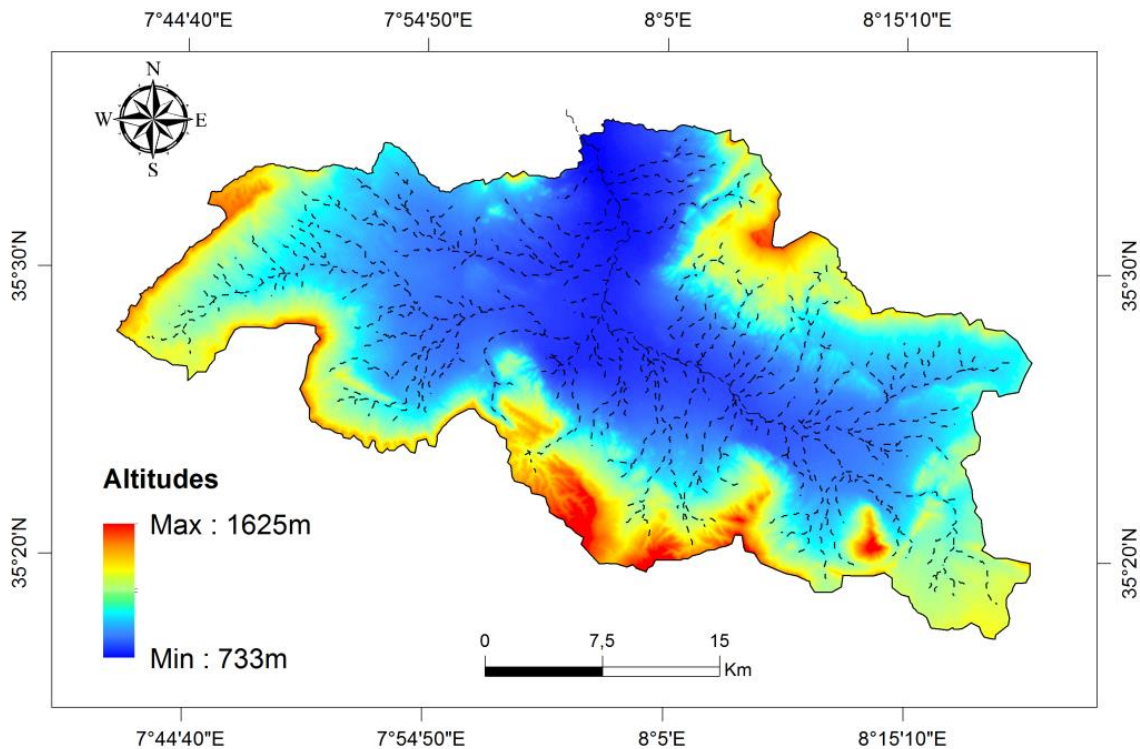 7°44'40"E 7°54'50"E 8°5'E 8°15'10"E
N
W E
S
35°30'N 35°30'N
Altitudes
Max : 1625m
35°20'N 35°20'N
0 7,5 15
Min : 733m
Km
7°44'40"E 7°54'50"E 8°5'E 8°15'10"E